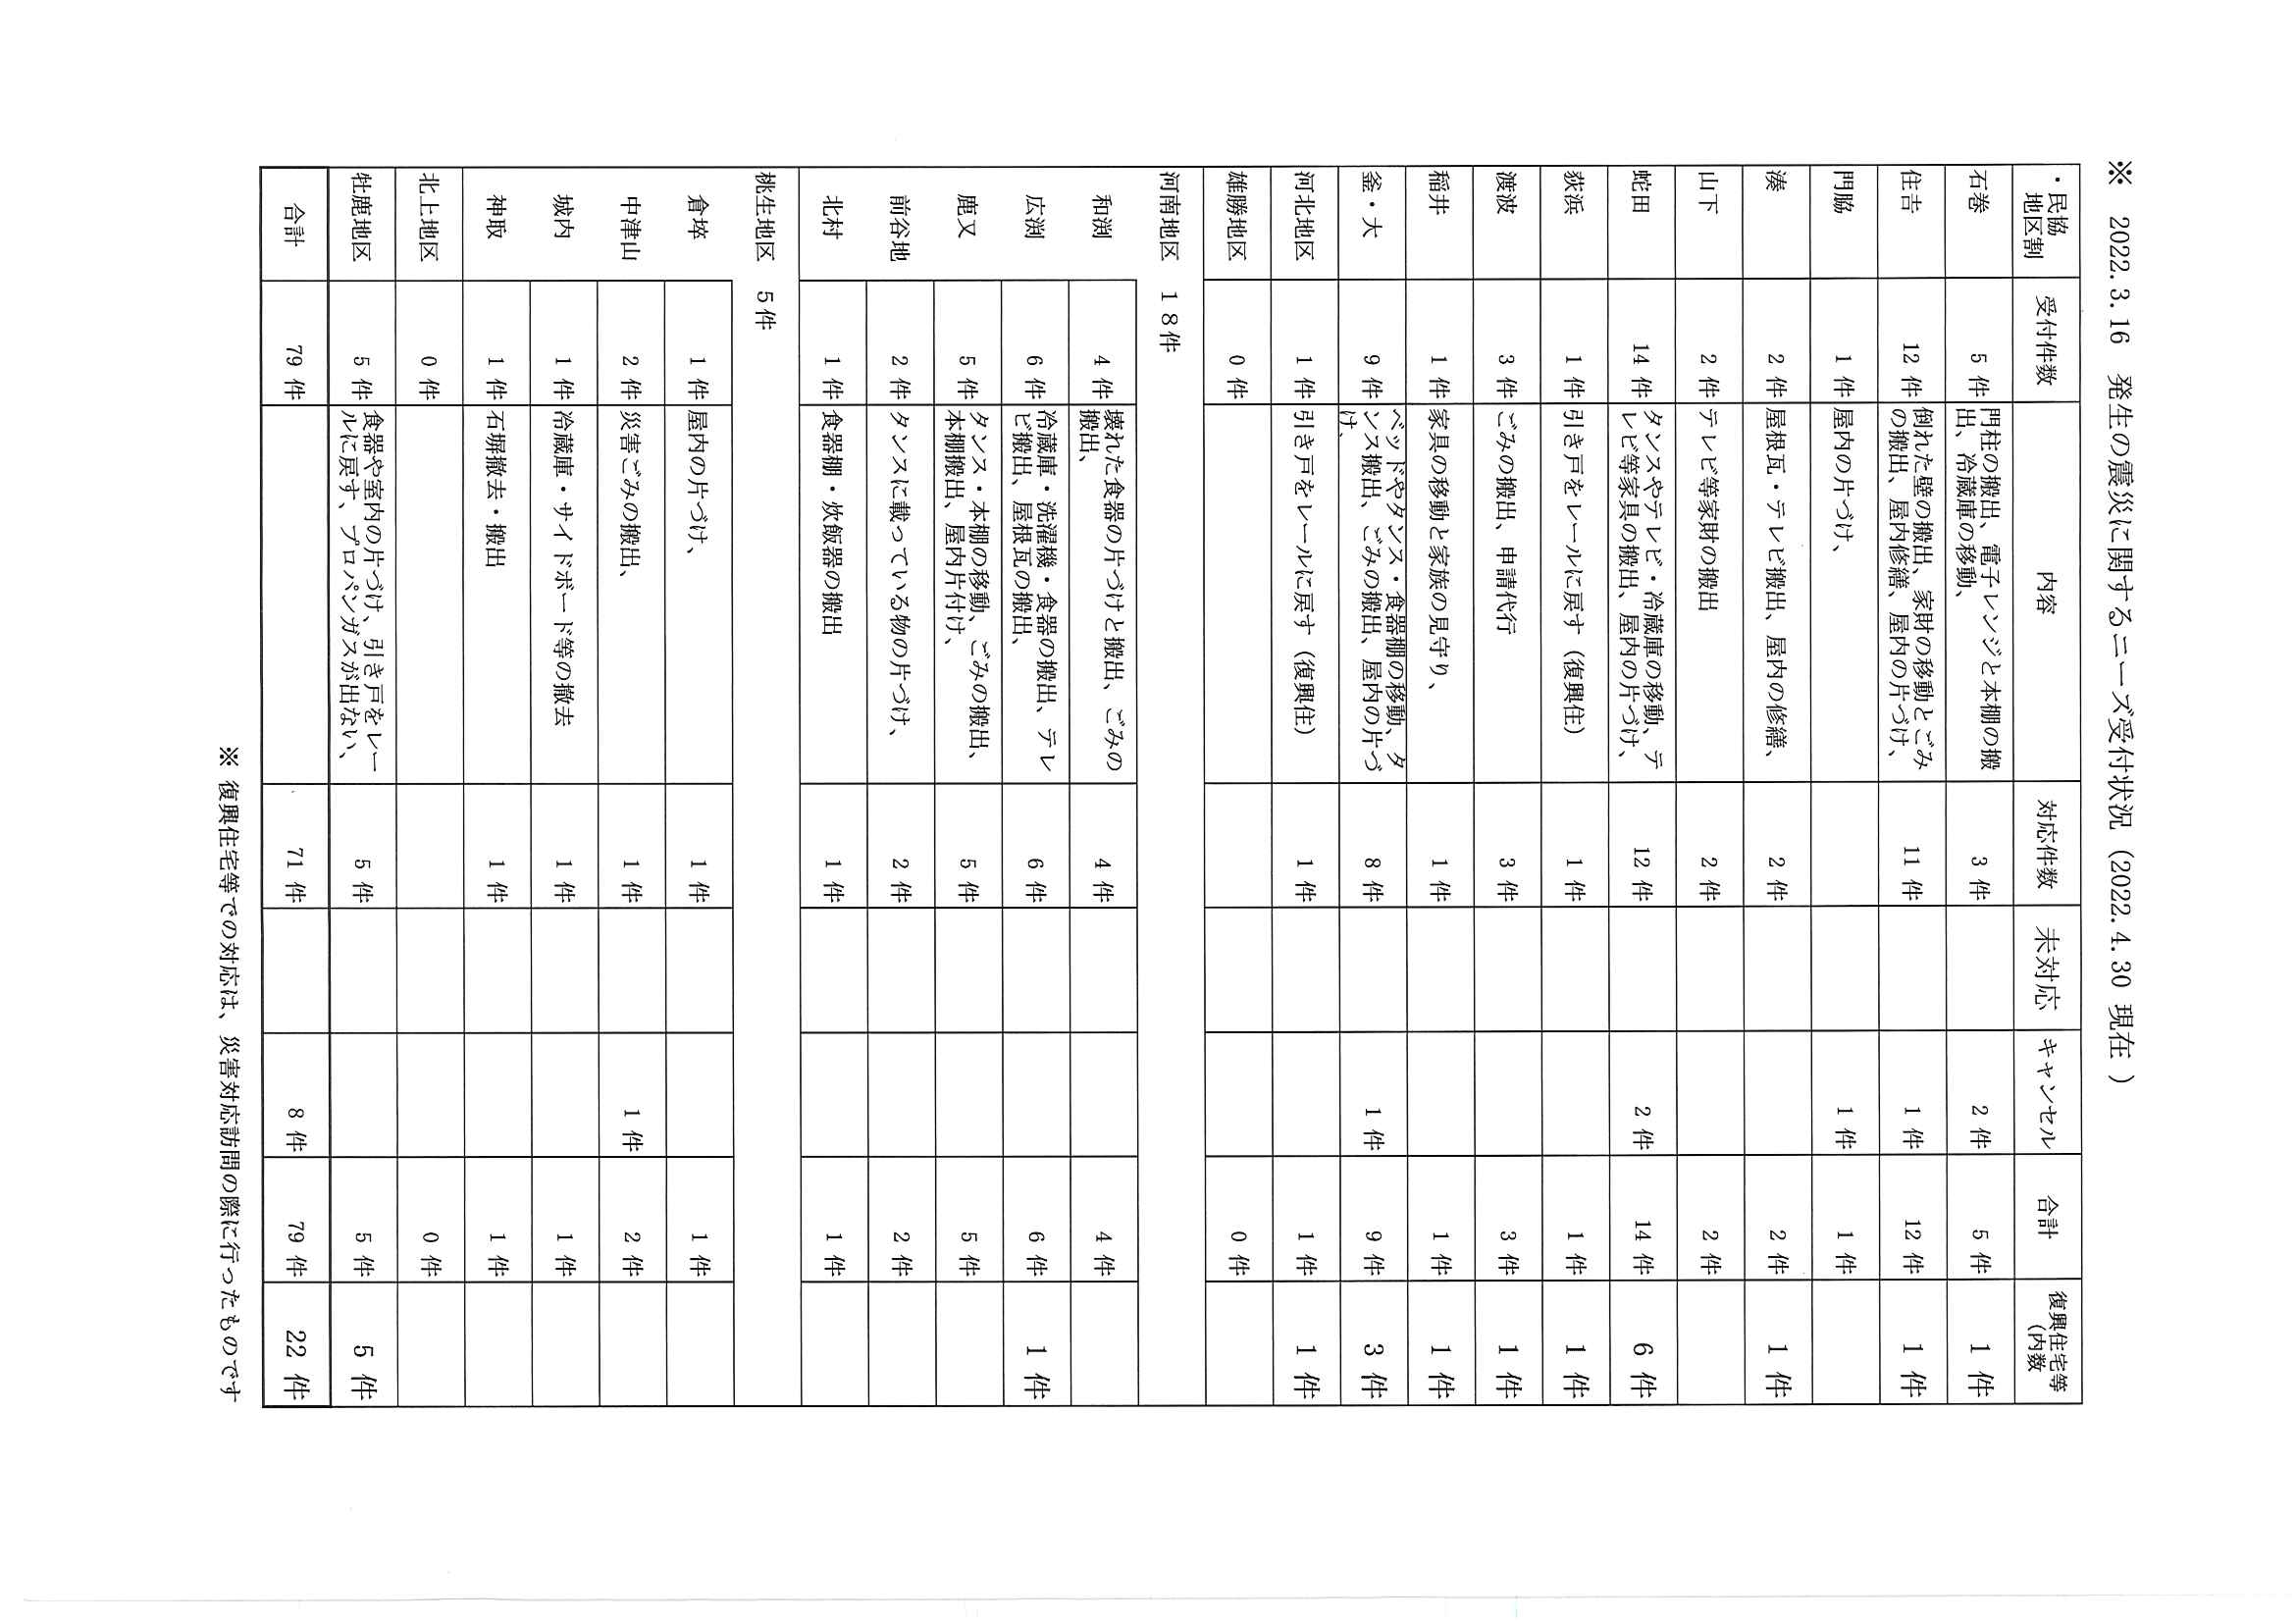 ※ 2022.3.16 発生の震災に関するニーズ受付状況（2022.4.30 現在 ）
・民協
地区割 受付件数 内容 対応件数 未対応 キャンセル 合計 復興住宅等
（内数
石巻 5 件 門柱の搬出、電子レンジと本棚の搬
出、冷蔵庫の移動、 3 件 2 件 5 件 1 件
住吉 12 件 倒れた壁の搬出、家財の移動とごみ
の搬出、屋内修繕、屋内の片づけ、 11 件 1 件 12 件 1 件
門脇 1 件 屋内の片づけ、 1 件 1 件
湊 2 件 屋根瓦・テレビ搬出、屋内の修繕、 2 件 2 件 1 件
山下 2 件 テレビ等家財の搬出 2 件 2 件
蛇田 14 件 タンスやテレビ・冷蔵庫の移動、テ
レビ等家具の搬出、屋内の片づけ、 12 件 2 件 14 件 6 件
荻浜 1 件 引き戸をレールに戻す（復興住） 1 件 1 件 1 件
渡波 3 件 ごみの搬出、申請代行 3 件 3 件 1 件
稲井 1 件 家具の移動と家族の見守り、 1 件 1 件 1 件
釜・大 9 件 ベッドやタンス・食器棚の移動、タ
ンス搬出、ごみの搬出、屋内の片づ
け、 8 件 1 件 9 件 3 件
河北地区 1 件 引き戸をレールに戻す（復興住） 1 件 1 件 1 件
雄勝地区 0 件 0 件
河南地区 １８件
和渕 4 件 壊れた食器の片づけと搬出、ごみの
搬出、 4 件 4 件
広渕 6 件 冷蔵庫・洗濯機・食器の搬出、テレ
ビ搬出、屋根瓦の搬出、 6 件 6 件 1 件
鹿又 5 件 タンス・本棚の移動、ごみの搬出、
本棚搬出、屋内片付け、 5 件 5 件
前谷地 2 件 タンスに載っている物の片づけ、 2 件 2 件
北村 1 件 食器棚・炊飯器の搬出 1 件 1 件
桃生地区 ５件
倉埣 1 件 屋内の片づけ、 1 件 1 件
中津山 2 件 災害ごみの搬出、 1 件 1 件 2 件
城内 1 件 冷蔵庫・サイドボード等の撤去 1 件 1 件
神取 1 件 石塀撤去・搬出 1 件 1 件
北上地区 0 件 0 件
牡鹿地区 5 件 食器や室内の片づけ、引き戸をレー
ルに戻す、プロパンガスが出ない、 5 件 5 件 5 件
合計 79 件 71 件 8 件 79 件 22 件
※ 復興住宅等での対応は、災害対応訪問の際に行ったものです